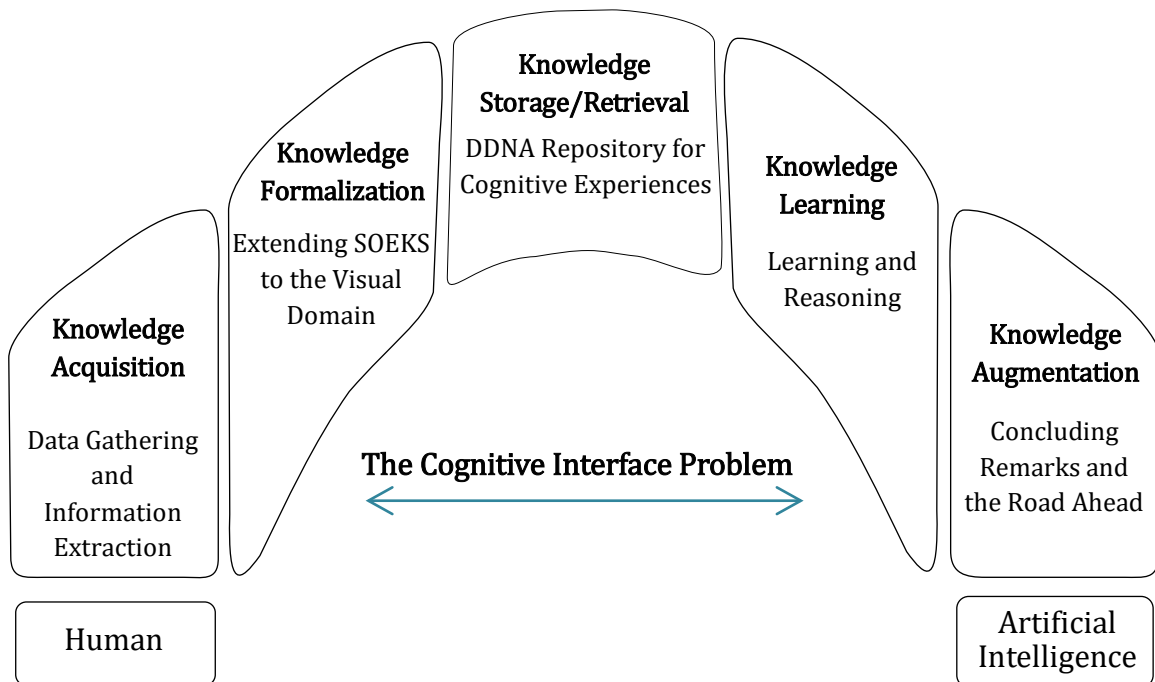 Knowledge
Acquisition
Data Gathering
and
Information
Extraction
Knowledge
Formalization
Extending SOEKS
to the Visual
Domain
Knowledge
Storage/Retrieval
DDNA Repository for
Cognitive Experiences
Knowledge
Learning
Learning and
Reasoning
Knowledge
Augmentation
Concluding
Remarks and
the Road Ahead
The Cognitive Interface Problem
Human
Artificial
Intelligence